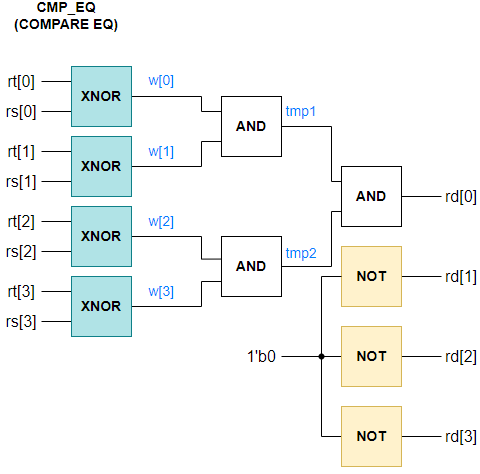 CMP_EQ
(COMPARE EQ)
rt[0]
rs[0]
XNOR
w[0]
rt[1]
rs[1]
XNOR
w[1]
AND
tmp1
rt[2]
rs[2]
XNOR
w[2]
rt[3]
rs[3]
XNOR
w[3]
AND
tmp2
AND
rd[0]
1'b0
NOT
rd[1]
NOT
rd[2]
NOT
rd[3]